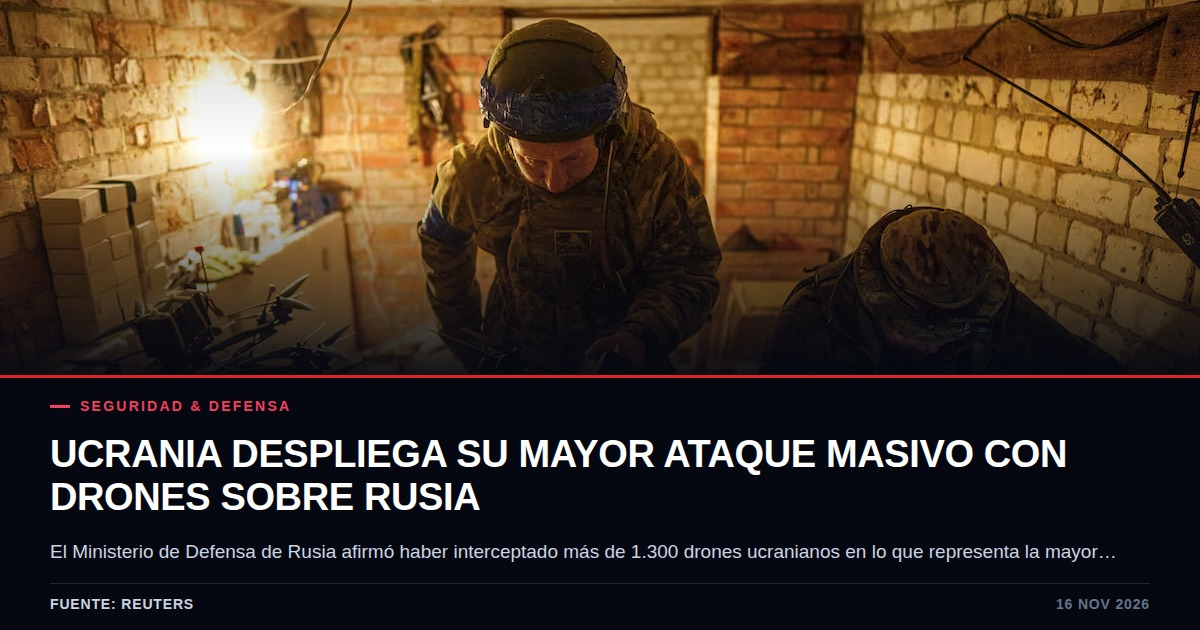 SEGURIDAD & DEFENSA
UCRANIA DESPLIEGA SU MAYOR ATAQUE MASIVO CON
DRONES SOBRE RUSIA
El Ministerio de Defensa de Rusia afirmó haber interceptado más de 1.300 drones ucranianos en lo que representa la mayor…
FUENTE: REUTERS
16 NOV 2026